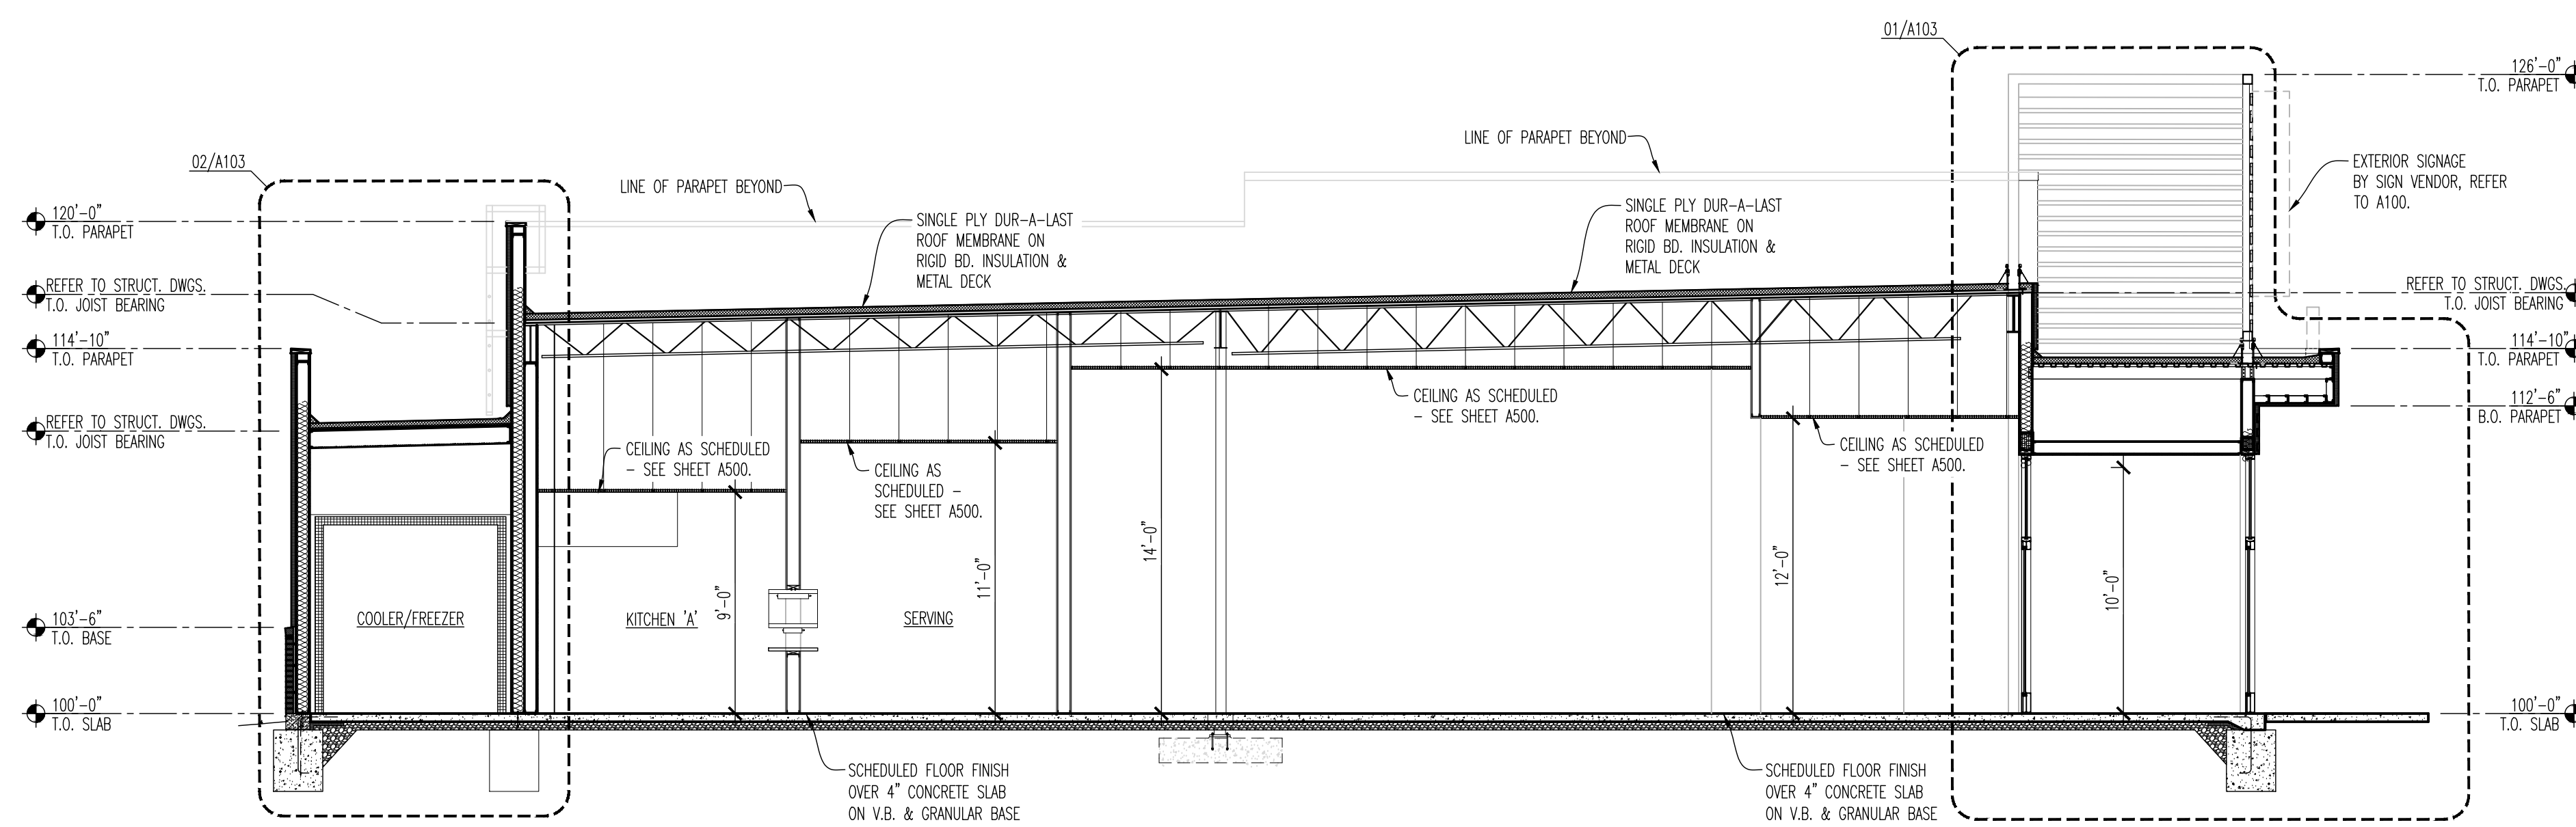 01/A103
126'-0"
T.O. PARAPET
LINE OF PARAPET BEYOND
02/A103
EXTERIOR SIGNAGE
BY SIGN VENDOR, REFER
TO A100.
LINE OF PARAPET BEYOND
120'-0"
T.O. PARAPET
SINGLE PLY DUR-A-LAST
ROOF MEMBRANE ON
RIGID BD. INSULATION &
METAL DECK
SINGLE PLY DUR-A-LAST
ROOF MEMBRANE ON
RIGID BD. INSULATION &
METAL DECK
REFER TO STRUCT. DWGS.
T.O. JOIST BEARING
REFER TO STRUCT. DWGS.
T.O. JOIST BEARING
114'-10"
T.O. PARAPET
114'-10"
T.O. PARAPET
112'-6"
B.O. PARAPET
REFER TO STRUCT. DWGS.
T.O. JOIST BEARING
CEILING AS SCHEDULED
- SEE SHEET A500.
CEILING AS SCHEDULED
- SEE SHEET A500.
CEILING AS
SCHEDULED -
SEE SHEET A500.
CEILING AS SCHEDULED
- SEE SHEET A500.
103'-6"
T.O. BASE
COOLER/FREEZER
KITCHEN 'A'
9'-0"
SERVING
11'-0"
14'-0"
12'-0"
10'-0"
100'-0"
T.O. SLAB
100'-0"
T.O. SLAB
SCHEDULED FLOOR FINISH
OVER 4" CONCRETE SLAB
ON V.B. & GRANULAR BASE
SCHEDULED FLOOR FINISH
OVER 4" CONCRETE SLAB
ON V.B. & GRANULAR BASE